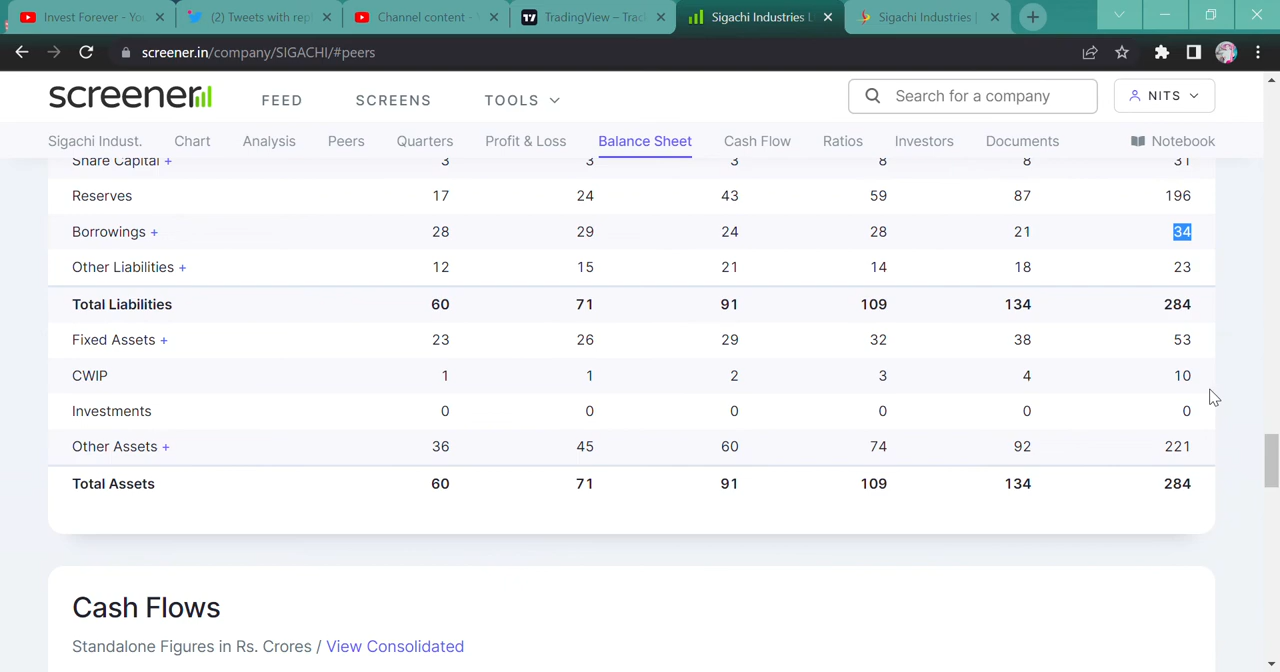 Invest Forever - You
(2) Tweets with rep
Channel content -
TradingView – Trac
Sigachi Industries L
Sigachi Industries |
screener.in/company/SIGACHI/#peers
screener
FEED
SCREENS
TOOLS
Search for a company
NITS
Sigachi Indust.
Chart
Analysis
Peers
Quarters
Profit & Loss
Balance Sheet
Cash Flow
Ratios
Investors
Documents
Notebook
Share Capital + 3 3 3 8 8 31
Reserves 17 24 43 59 87 196
Borrowings + 28 29 24 28 21 34
Other Liabilities + 12 15 21 14 18 23
Total Liabilities 60 71 91 109 134 284
Fixed Assets + 23 26 29 32 38 53
CWIP 1 1 2 3 4 10
Investments 0 0 0 0 0 0
Other Assets + 36 45 60 74 92 221
Total Assets 60 71 91 109 134 284
Cash Flows
Standalone Figures in Rs. Crores / View Consolidated